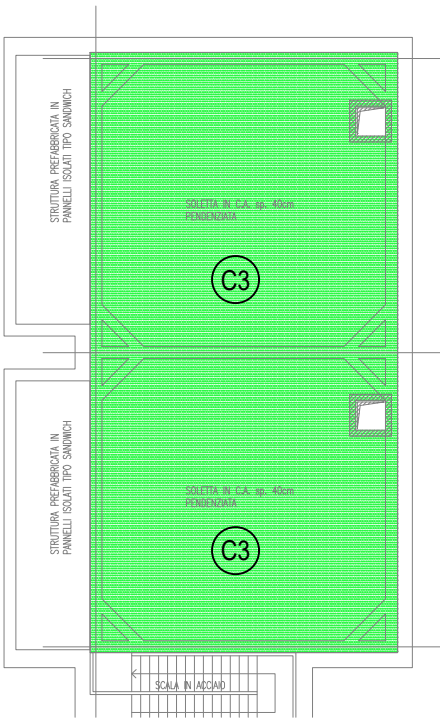 STRUTTURA PREFABBRICATA IN
PANNELLI ISOLATI TIPO SANDWICH
SOLETTA IN C.A. sp. 40cm
PENDENZIATA
C3
STRUTTURA PREFABBRICATA IN
PANNELLI ISOLATI TIPO SANDWICH
SOLETTA IN C.A. sp. 40cm
PENDENZIATA
C3
SCALA IN ACCIAIO